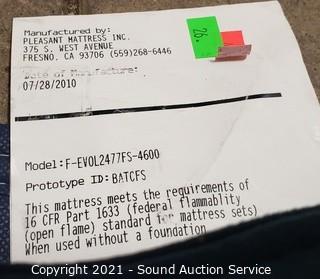 Manufactured by:
PLEASANT MATTRESS INC.
375 S. WEST AVENUE
FRESNO, CA 93706 (559)268-6446
26.
Date of Manufacture:
07/28/2010
Model: F-EVOL2477FS-4600
Prototype ID: BATCFS
This mattress meets the requirements of
16 CFR Part 1633 (federal flammablity
(open flame) standard for mattress sets)
When used without a foundation
Copyright 2021 - Sound Auction Service